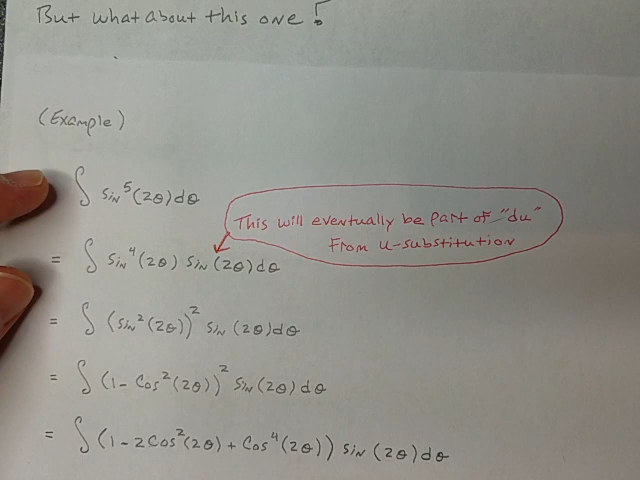 But what about this one!
(Example)
∫ sin⁵(2θ)dθ
This will eventually be part of "du"
From u-substitution
= ∫ sin⁴(2θ) sin(2θ)dθ
= ∫ (sin²(2θ))² sin(2θ)dθ
= ∫ (1-cos²(2θ))² sin(2θ)dθ
= ∫ (1-2cos²(2θ) + cos⁴(2θ)) sin(2θ)dθ